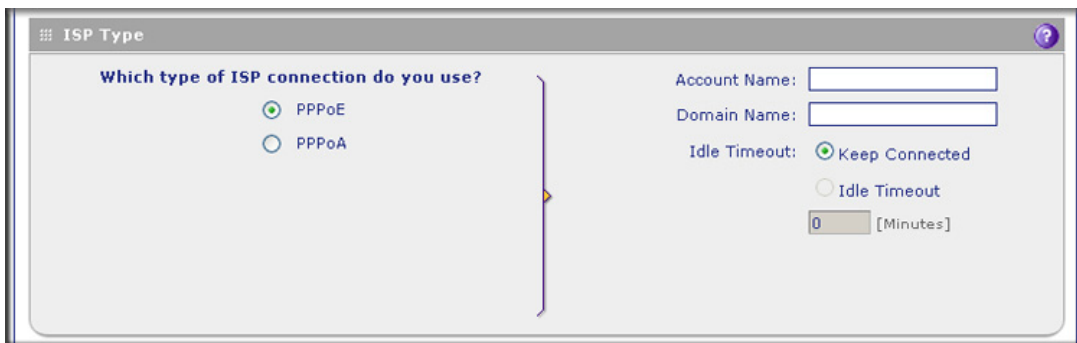 ISP Type
?
Which type of ISP connection do you use?
PPPoE
PPPoA
Account Name:
Domain Name:
Idle Timeout:
Keep Connected
Idle Timeout
0 [Minutes]